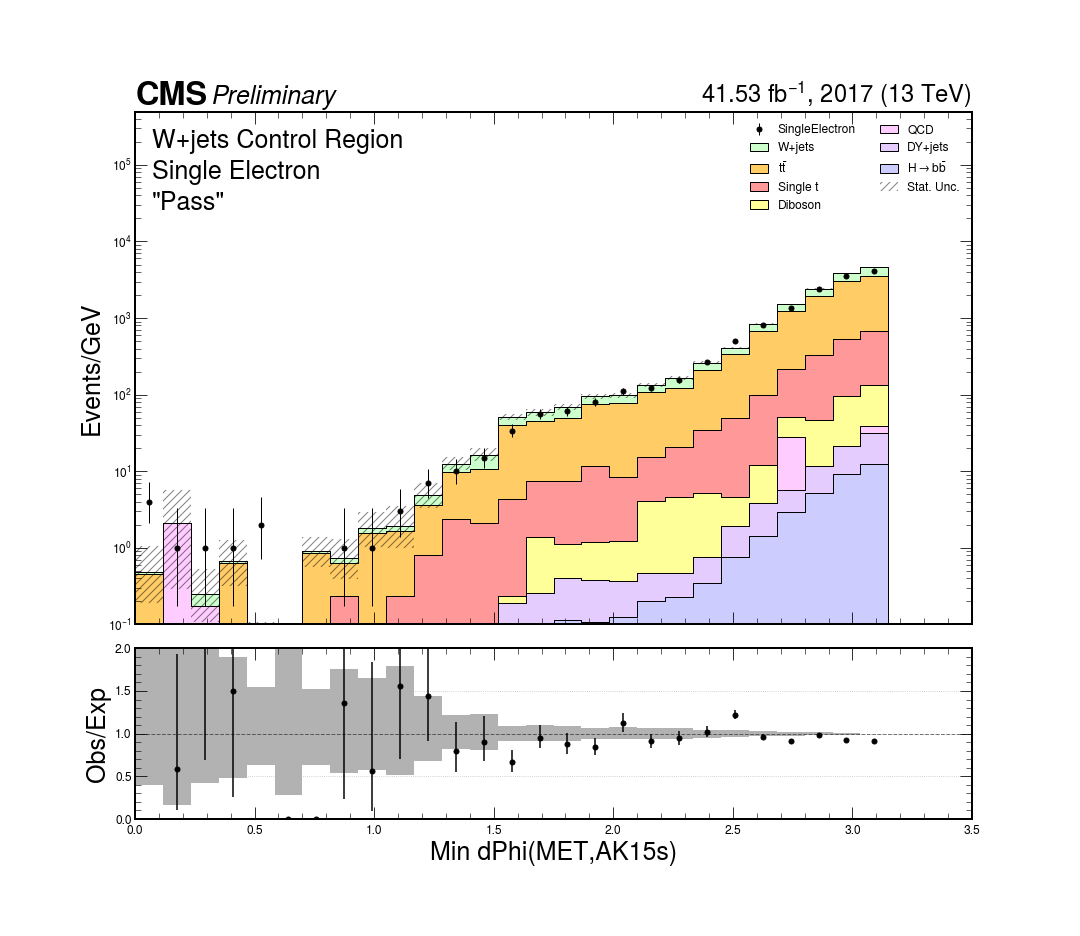 CMS Preliminary
41.53 fb⁻¹, 2017 (13 TeV)
W+jets Control Region
Single Electron
"Pass"
SingleElectron
W+jets
tt̄
Single t
Diboson
QCD
DY+jets
H→bb̄
Stat. Unc.
Events/GeV
10⁵
10⁴
10³
10²
10¹
10⁰
10⁻¹
Obs/Exp
2.0
1.5
1.0
0.5
0.0
0.0 0.5 1.0 1.5 2.0 2.5 3.0 3.5
Min dPhi(MET,AK15s)